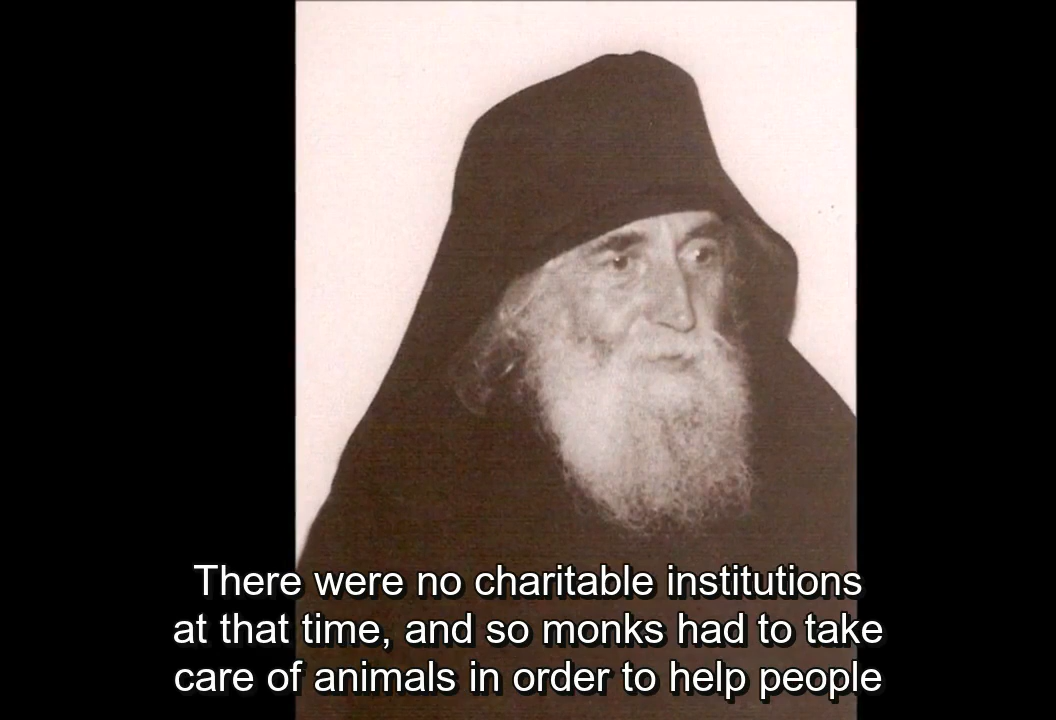 There were no charitable institutions
at that time, and so monks had to take
care of animals in order to help people